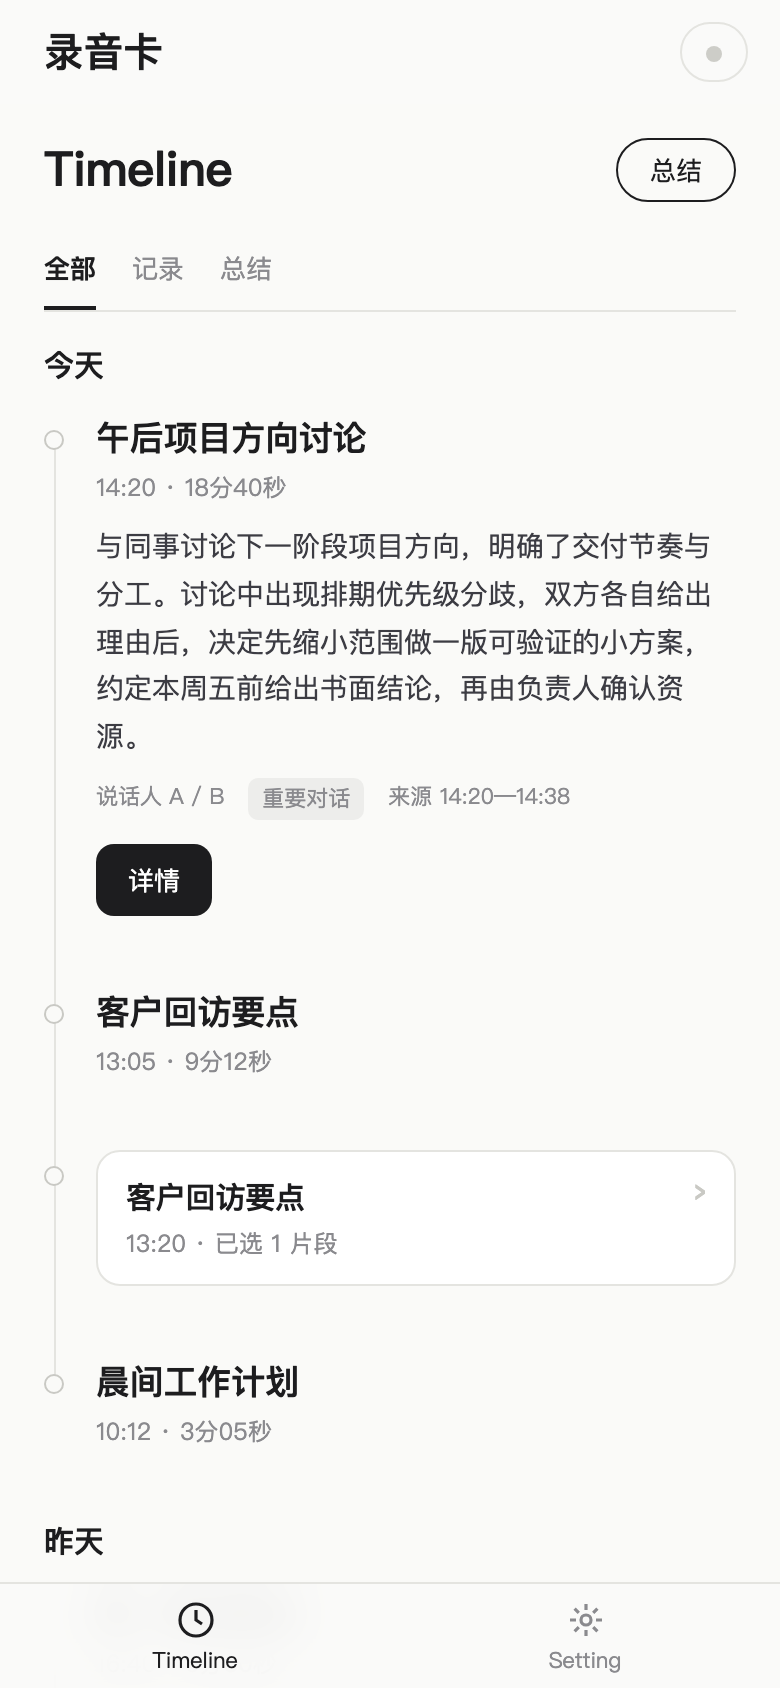 录音卡
Timeline
总结
全部 记录 总结
今天
午后项目方向讨论
14:20 · 18分40秒
与同事讨论下一阶段项目方向，明确了交付节奏与
分工。讨论中出现排期优先级分歧，双方各自给出
理由后，决定先缩小范围做一版可验证的小方案，
约定本周五前给出书面结论，再由负责人确认资
源。
说话人 A / B 重要对话 来源 14:20—14:38
详情
客户回访要点
13:05 · 9分12秒
客户回访要点
13:20 · 已选 1 片段
晨间工作计划
10:12 · 3分05秒
昨天
Timeline Setting